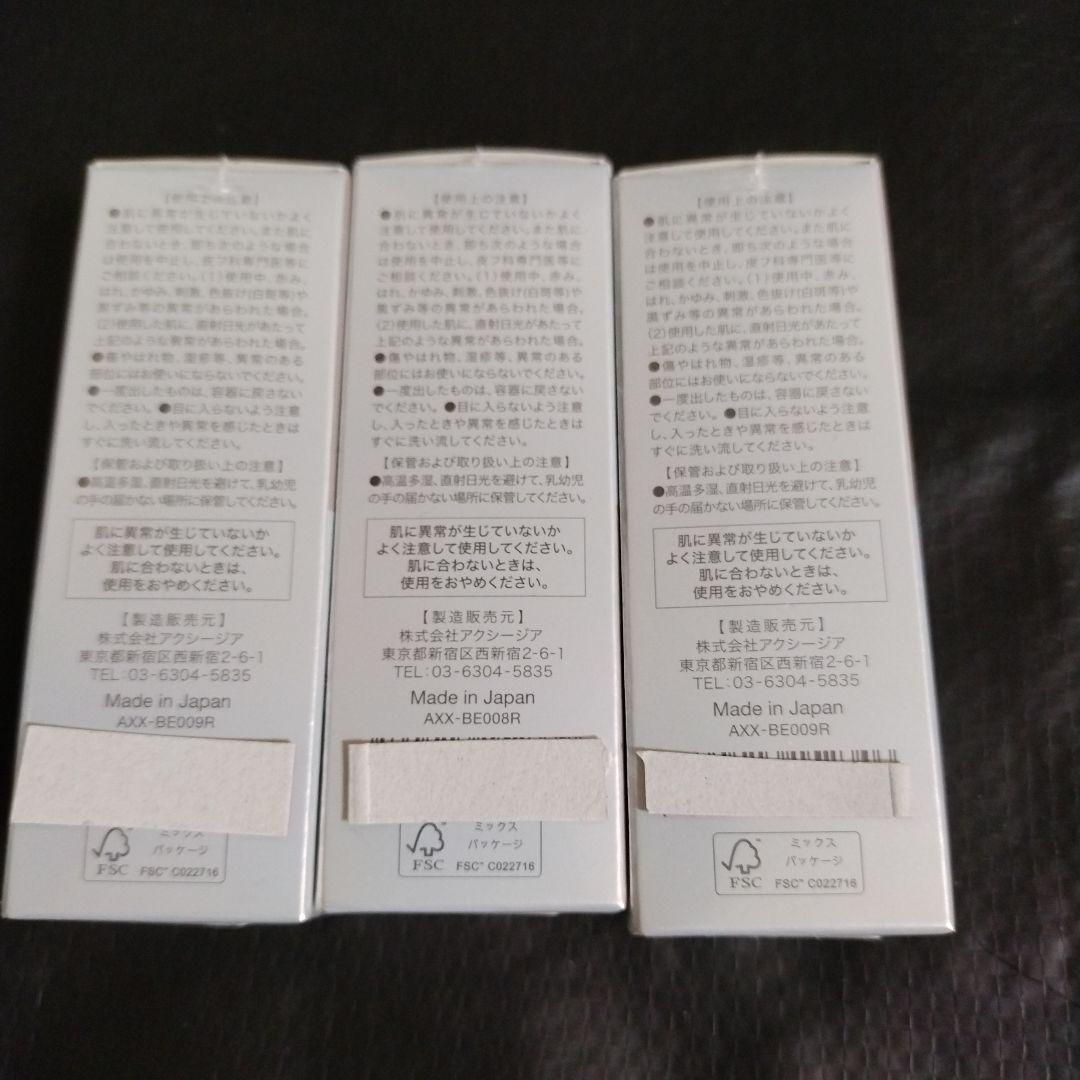 【使用上の注意】
●肌に異常が生じていないかよく
注意して使用してください。また肌に
合わないとき、即ち次のような場合
は使用を中止し、皮フ科専門医等に
ご相談ください。(1)使用中、赤み、
はれ、かゆみ、刺激、色抜け(白斑等)や
黒ずみ等の異常があらわれた場合。
(2)使用した肌に、直射日光があたって
上記のような異常があらわれた場合。
●傷やはれ物、湿疹等、異常のある
部位にはお使いにならないでください。
●一度出したものは、容器に戻さない
でください。●目に入らないよう注意
し、入ったときや異常を感じたときは
すぐに洗い流してください。
【保管および取り扱い上の注意】
●高温多湿、直射日光を避けて、乳幼児
の手の届かない場所に保管してください。
肌に異常が生じていないか
よく注意して使用してください。
肌に合わないときは、
使用をおやめください。
【製造販売元】
株式会社アクシージア
東京都新宿区西新宿2-6-1
TEL:03-6304-5835
Made in Japan
AXX-BE009R
ミックス
パッケージ
FSC
FSC™ C022716
【使用上の注意】
●肌に異常が生じていないかよく
注意して使用してください。また肌に
合わないとき、即ち次のような場合
は使用を中止し、皮フ科専門医等に
ご相談ください。(1)使用中、赤み、
はれ、かゆみ、刺激、色抜け(白斑等)や
黒ずみ等の異常があらわれた場合。
(2)使用した肌に、直射日光があたって
上記のような異常があらわれた場合。
●傷やはれ物、湿疹等、異常のある
部位にはお使いにならないでください。
●一度出したものは、容器に戻さない
でください。●目に入らないよう注意
し、入ったときや異常を感じたときは
すぐに洗い流してください。
【保管および取り扱い上の注意】
●高温多湿、直射日光を避けて、乳幼児
の手の届かない場所に保管してください。
肌に異常が生じていないか
よく注意して使用してください。
肌に合わないときは、
使用をおやめください。
【製造販売元】
株式会社アクシージア
東京都新宿区西新宿2-6-1
TEL:03-6304-5835
Made in Japan
AXX-BE008R
ミックス
パッケージ
FSC
FSC™ C022716
【使用上の注意】
●肌に異常が生じていないかよく
注意して使用してください。また肌に
合わないとき、即ち次のような場合
は使用を中止し、皮フ科専門医等に
ご相談ください。(1)使用中、赤み、
はれ、かゆみ、刺激、色抜け(白斑等)や
黒ずみ等の異常があらわれた場合。
(2)使用した肌に、直射日光があたって
上記のような異常があらわれた場合。
●傷やはれ物、湿疹等、異常のある
部位にはお使いにならないでください。
●一度出したものは、容器に戻さない
でください。●目に入らないよう注意
し、入ったときや異常を感じたときは
すぐに洗い流してください。
【保管および取り扱い上の注意】
●高温多湿、直射日光を避けて、乳幼児
の手の届かない場所に保管してください。
肌に異常が生じていないか
よく注意して使用してください。
肌に合わないときは、
使用をおやめください。
【製造販売元】
株式会社アクシージア
東京都新宿区西新宿2-6-1
TEL:03-6304-5835
Made in Japan
AXX-BE009R
ミックス
パッケージ
FSC
FSC™ C022716